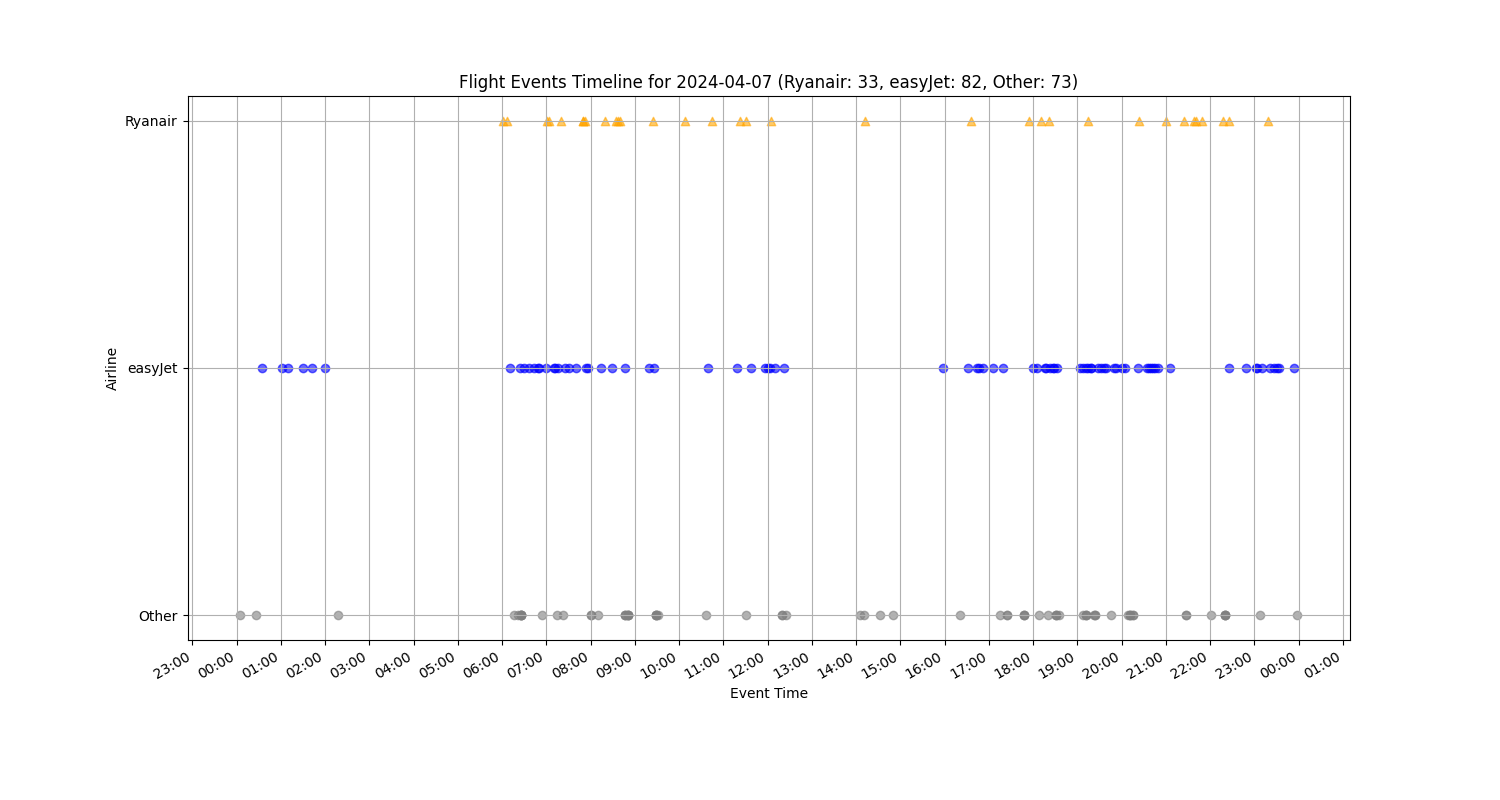 Flight Events Timeline for 2024-04-07 (Ryanair: 33, easyJet: 82, Other: 73)
Ryanair
easyJet
Other
Airline
23:00 00:00 01:00 02:00 03:00 04:00 05:00 06:00 07:00 08:00 09:00 10:00 11:00 12:00 13:00 14:00 15:00 16:00 17:00 18:00 19:00 20:00 21:00 22:00 23:00 00:00 01:00
Event Time